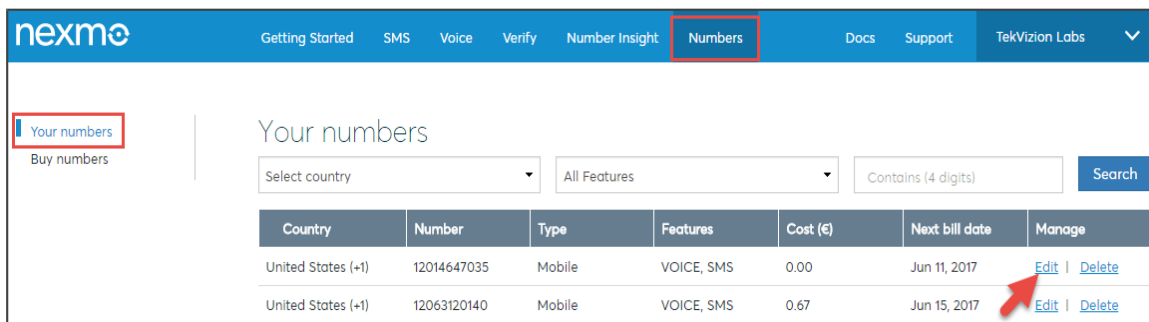 nexmo
Getting Started SMS Voice Verify Number Insight Numbers Docs Support TekVizion Labs
Your numbers
Buy numbers
Your numbers
Select country All Features Contains (4 digits) Search
Country Number Type Features Cost (€) Next bill date Manage
United States (+1) 12014647035 Mobile VOICE, SMS 0.00 Jun 11, 2017 Edit | Delete
United States (+1) 12063120140 Mobile VOICE, SMS 0.67 Jun 15, 2017 Edit | Delete